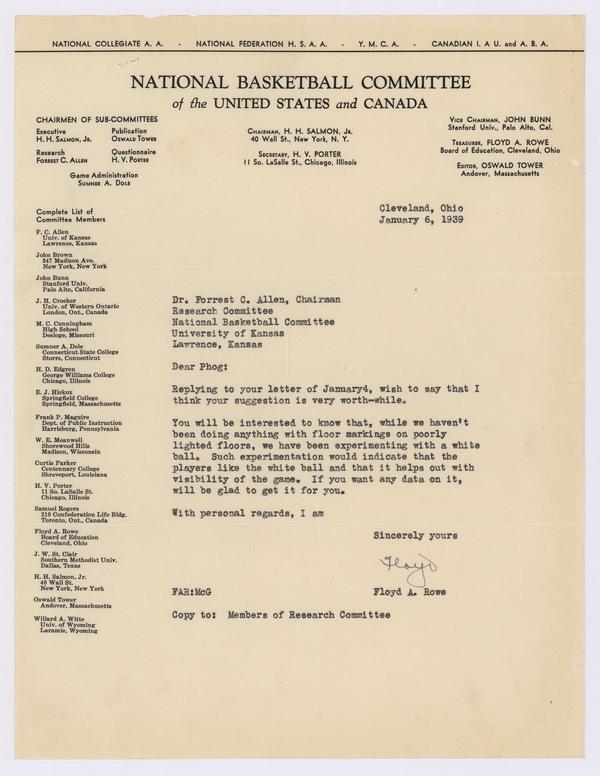 NATIONAL COLLEGIATE A. A. - NATIONAL FEDERATION H. S. A. A. - Y. M. C. A. - CANADIAN I. A. U. and A. B. A.
NATIONAL BASKETBALL COMMITTEE
of the UNITED STATES and CANADA
CHAIRMEN OF SUB-COMMITTEES
Executive
H. H. SALMON, JR.
Publication
OSWALD TOWER
Research
FORREST C. ALLEN
Questionnaire
H. V. PORTER
Game Administration
SUMNER A. DOLE
CHAIRMAN, H. H. SALMON, JR.
40 Wall St., New York, N. Y.
SECRETARY, H. V. PORTER
11 So. LaSalle St., Chicago, Illinois
VICE CHAIRMAN, JOHN BUNN
Stanford Univ., Palo Alto, Cal.
TREASURER, FLOYD A. ROWE
Board of Education, Cleveland, Ohio
EDITOR, OSWALD TOWER
Andover, Massachusetts
Complete List of
Committee Members
F. C. Allen
Univ. of Kansas
Lawrence, Kansas
John Brown
347 Madison Ave.
New York, New York
John Bunn
Stanford Univ.
Palo Alto, California
J. H. Crocker
Univ. of Western Ontario
London, Ont., Canada
M. C. Cunningham
High School
Desloge, Missouri
Sumner A. Dole
Connecticut State College
Storrs, Connecticut
H. D. Edgren
George Williams College
Chicago, Illinois
E. J. Hickox
Springfield College
Springfield, Massachusetts
Frank P. Maguire
Dept. of Public Instruction
Harrisburg, Pennsylvania
W. E. Meanwell
Shorewood Hills
Madison, Wisconsin
Curtis Parker
Centenary College
Shreveport, Louisiana
H. V. Porter
11 So. LaSalle St.
Chicago, Illinois
Samuel Rogers
210 Confederation Life Bldg.
Toronto, Ont., Canada
Floyd A. Rowe
Board of Education
Cleveland, Ohio
J. W. St. Clair
Southern Methodist Univ.
Dallas, Texas
H. H. Salmon, Jr.
40 Wall St.
New York, New York
Oswald Tower
Andover, Massachusetts
Willard A. Witte
Univ. of Wyoming
Laramie, Wyoming
Cleveland, Ohio
January 6, 1939
Dr. Forrest C. Allen, Chairman
Research Committee
National Basketball Committee
University of Kansas
Lawrence, Kansas
Dear Phog:
Replying to your letter of January4, wish to say that I
think your suggestion is very worth-while.
You will be interested to know that, while we haven't
been doing anything with floor markings on poorly
lighted floors, we have been experimenting with a white
ball. Such experimentation would indicate that the
players like the white ball and that it helps out with
visibility of the game. If you want any data on it,
will be glad to get it for you.
With personal regards, I am
Sincerely yours
Floyd
FAR:McG
Floyd A. Rowe
Copy to: Members of Research Committee